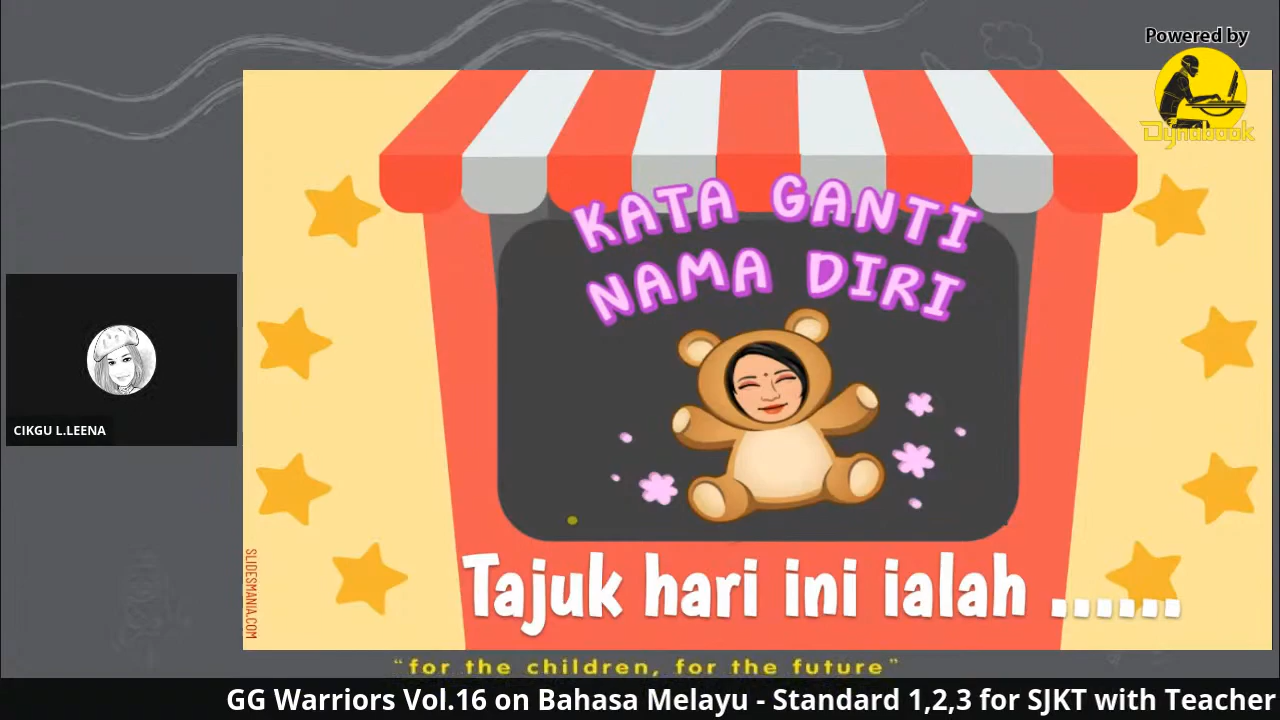 Powered by
Dynabook
KATA GANTI
NAMA DIRI
CIKGU L.LEENA
SLIDESMANIA.COM
Tajuk hari ini ialah ......
“for the children, for the future”
GG Warriors Vol.16 on Bahasa Melayu - Standard 1,2,3 for SJKT with Teacher